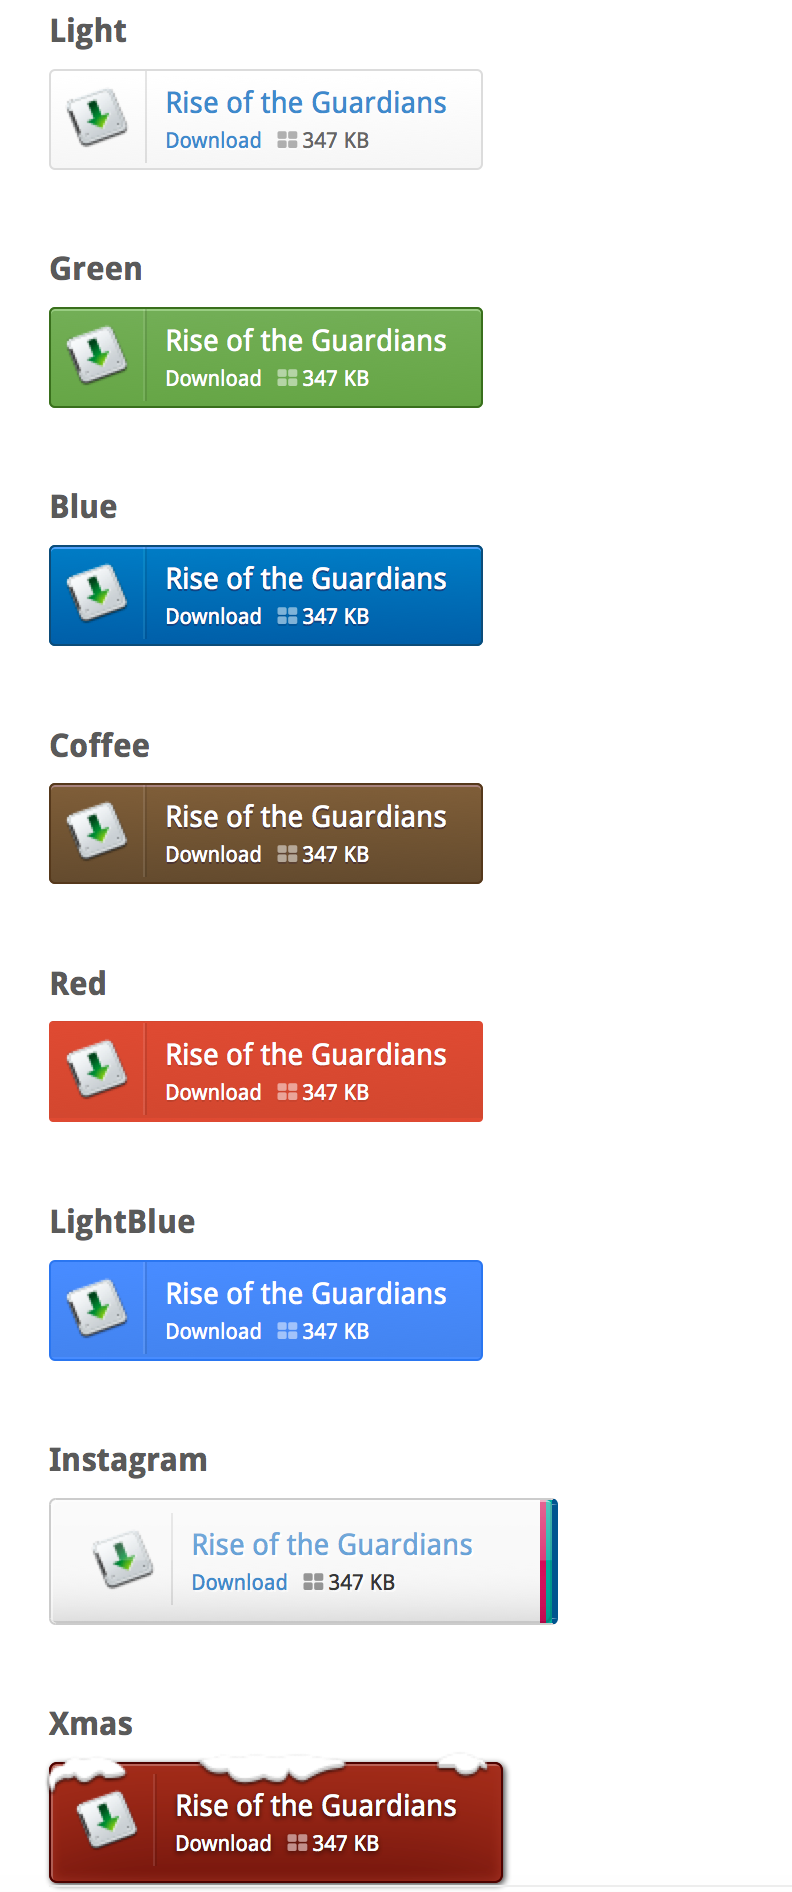 Light
Rise of the Guardians
Download 347 KB
Green
Rise of the Guardians
Download 347 KB
Blue
Rise of the Guardians
Download 347 KB
Coffee
Rise of the Guardians
Download 347 KB
Red
Rise of the Guardians
Download 347 KB
LightBlue
Rise of the Guardians
Download 347 KB
Instagram
Rise of the Guardians
Download 347 KB
Xmas
Rise of the Guardians
Download 347 KB